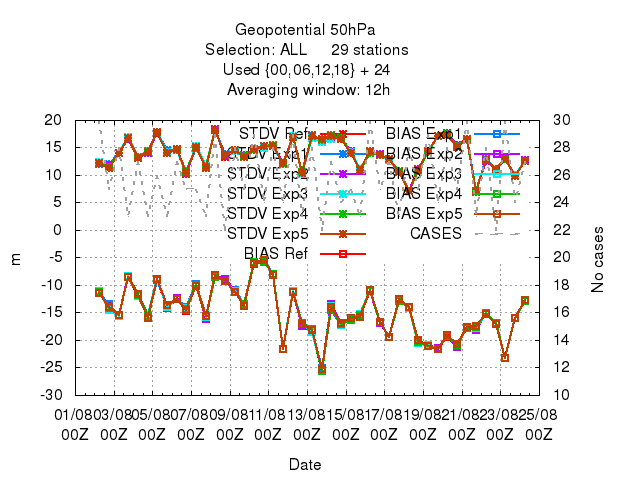 Geopotential 50hPa
Selection: ALL 29 stations
Used {00,06,12,18} + 24
Averaging window: 12h
20 30
15 28
10 26
5 24
0 22
-5 20
-10 18
-15 16
-20 14
-25 12
-30 10
STDV Ref BIAS Exp1
STDV Exp1 BIAS Exp2
STDV Exp2 BIAS Exp3
STDV Exp3 BIAS Exp4
STDV Exp4 BIAS Exp5
STDV Exp5 CASES
BIAS Ref
m
No cases
01/08 03/08 05/08 07/08 09/08 11/08 13/08 15/08 17/08 19/08 21/08 23/08 25/08
00Z 00Z 00Z 00Z 00Z 00Z 00Z 00Z 00Z 00Z 00Z 00Z 00Z
Date